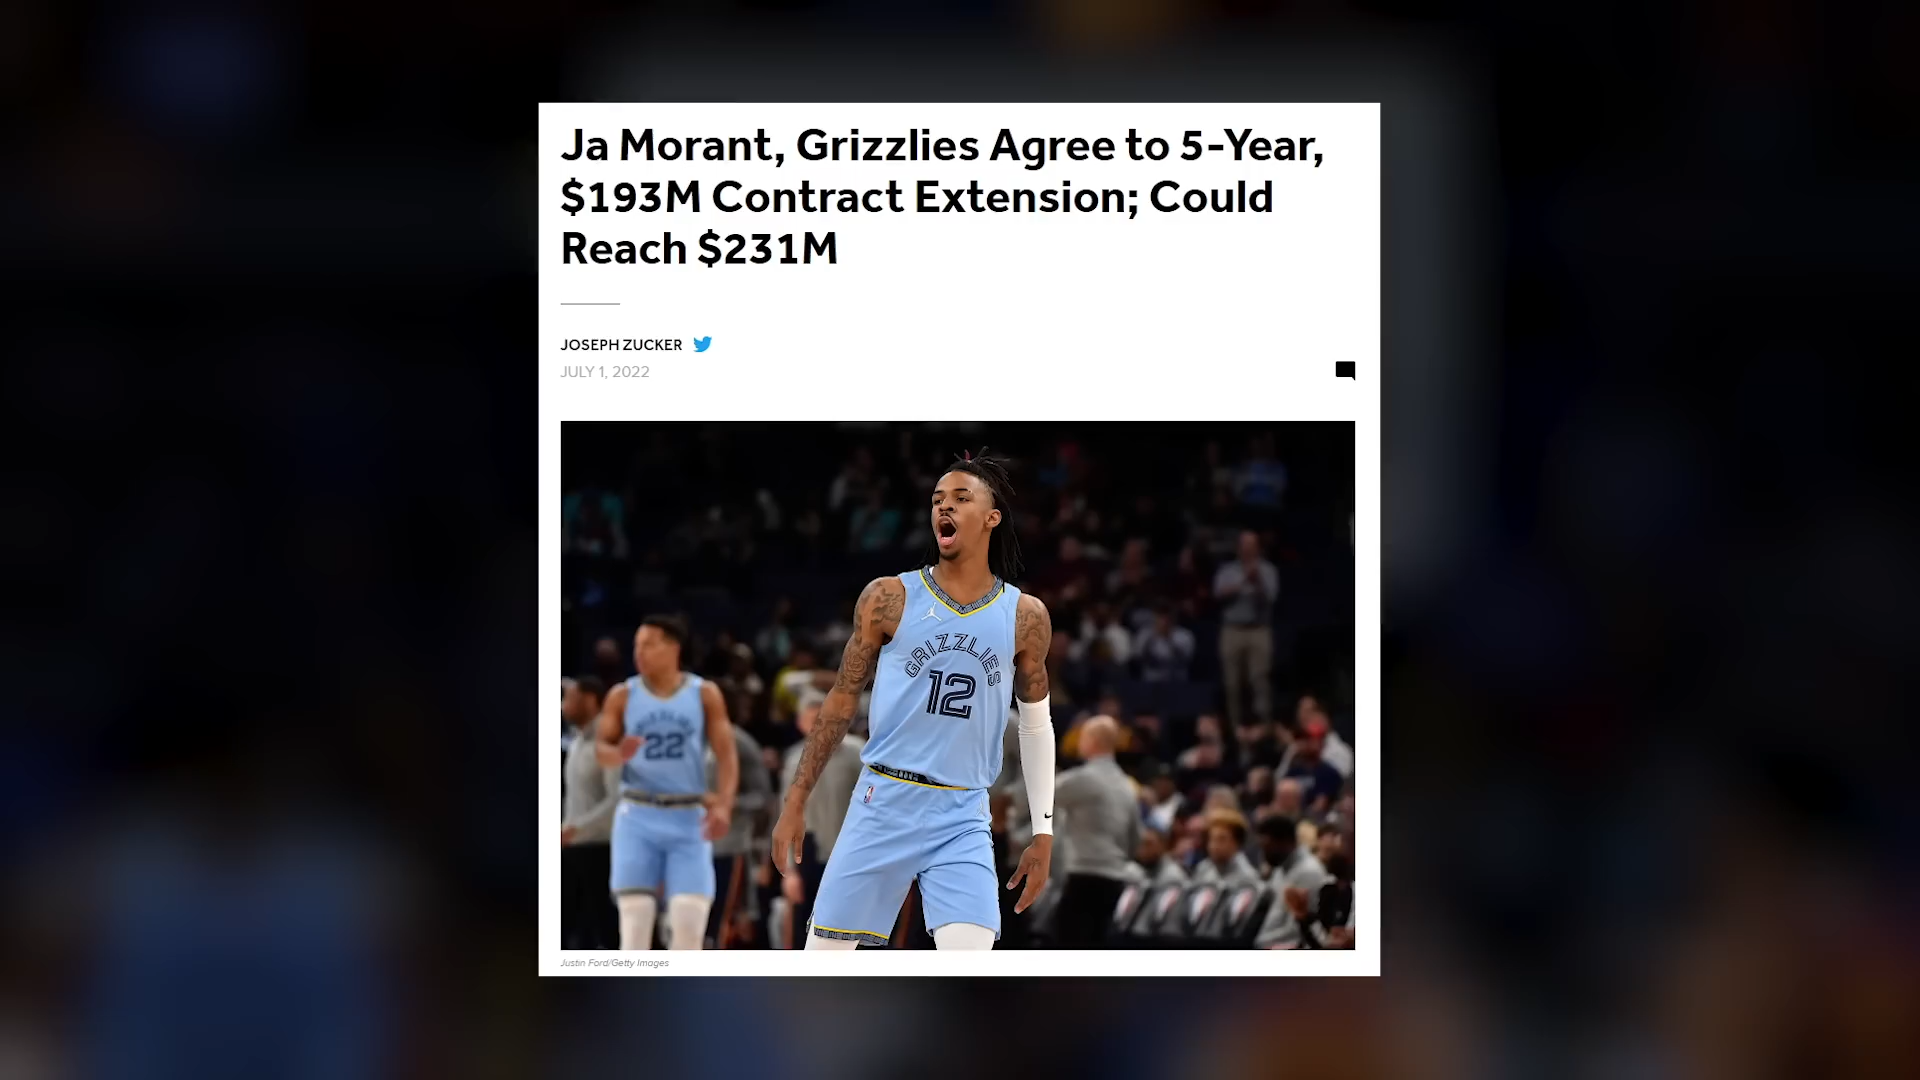 Ja Morant, Grizzlies Agree to 5-Year,
$193M Contract Extension; Could
Reach $231M
JOSEPH ZUCKER
JULY 1, 2022
GRIZZLIES
12
GRIZZLIES
22
Justin Ford/Getty Images